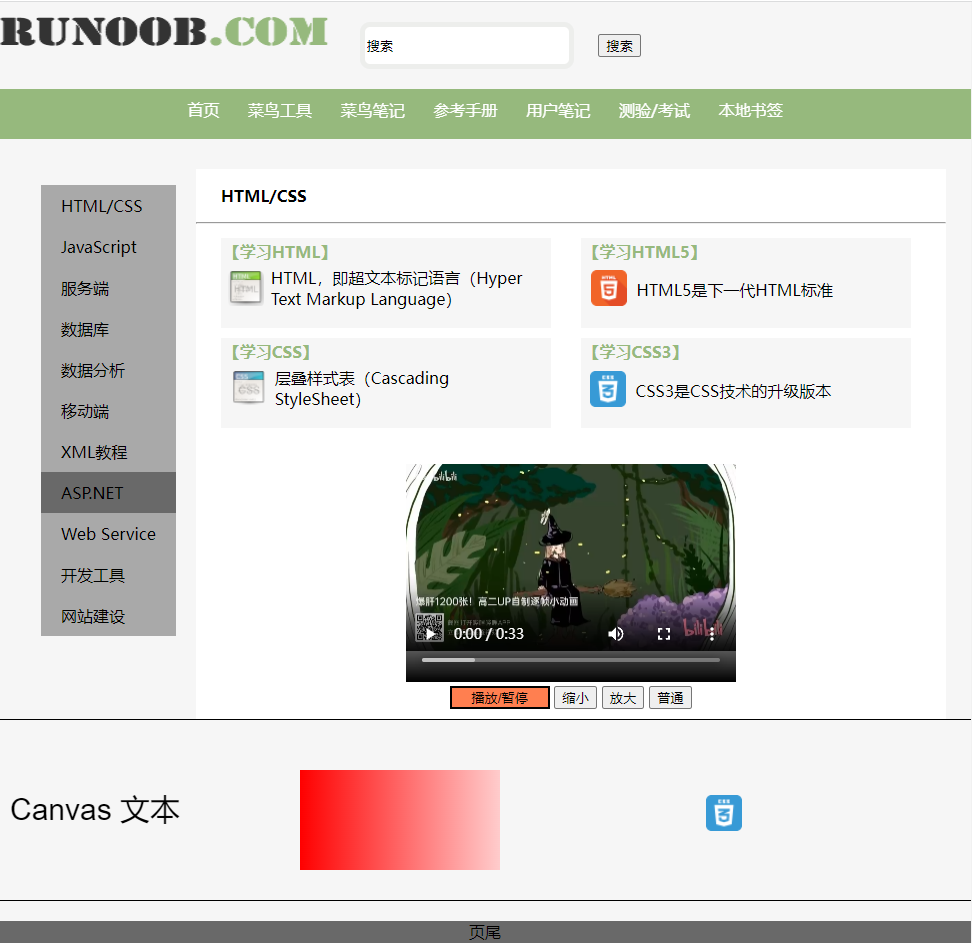 RUNOOB.COM
搜索 搜索
首页 菜鸟工具 菜鸟笔记 参考手册 用户笔记 测验/考试 本地书签
HTML/CSS
JavaScript
服务端
数据库
数据分析
移动端
XML教程
ASP.NET
Web Service
开发工具
网站建设
HTML/CSS
【学习HTML】
HTML
HTML
HTML，即超文本标记语言（Hyper
Text Markup Language）
【学习HTML5】
HTML
5
HTML5是下一代HTML标准
【学习CSS】
CSS
CSS
层叠样式表（Cascading
StyleSheet）
【学习CSS3】
CSS
3
CSS3是CSS技术的升级版本
bilibili
爆肝1200张！高二UP自制逐帧小动画
0:00 / 0:33
bilibili
播放/暂停 缩小 放大 普通
Canvas 文本
CSS
3
页尾